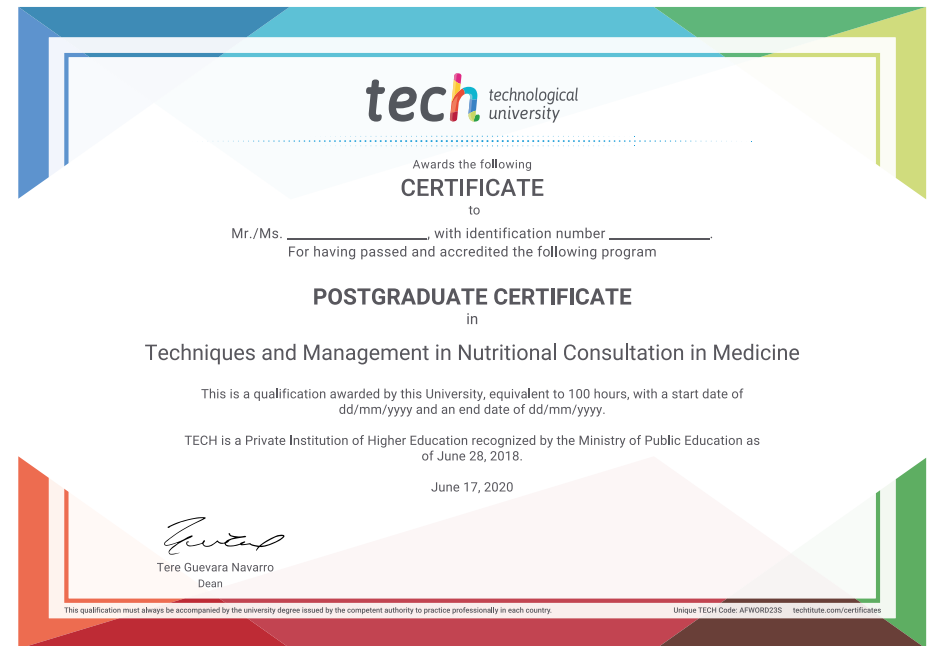 tech technological
university
Awards the following
CERTIFICATE
to
Mr./Ms. ____________________, with identification number ______________.
For having passed and accredited the following program
POSTGRADUATE CERTIFICATE
in
Techniques and Management in Nutritional Consultation in Medicine
This is a qualification awarded by this University, equivalent to 100 hours, with a start date of
dd/mm/yyyy and an end date of dd/mm/yyyy.
TECH is a Private Institution of Higher Education recognized by the Ministry of Public Education as
of June 28, 2018.
June 17, 2020
Tere Guevara Navarro
Dean
This qualification must always be accompanied by the university degree issued by the competent authority to practice professionally in each country.
Unique TECH Code: AFWORD23S techtitute.com/certificates